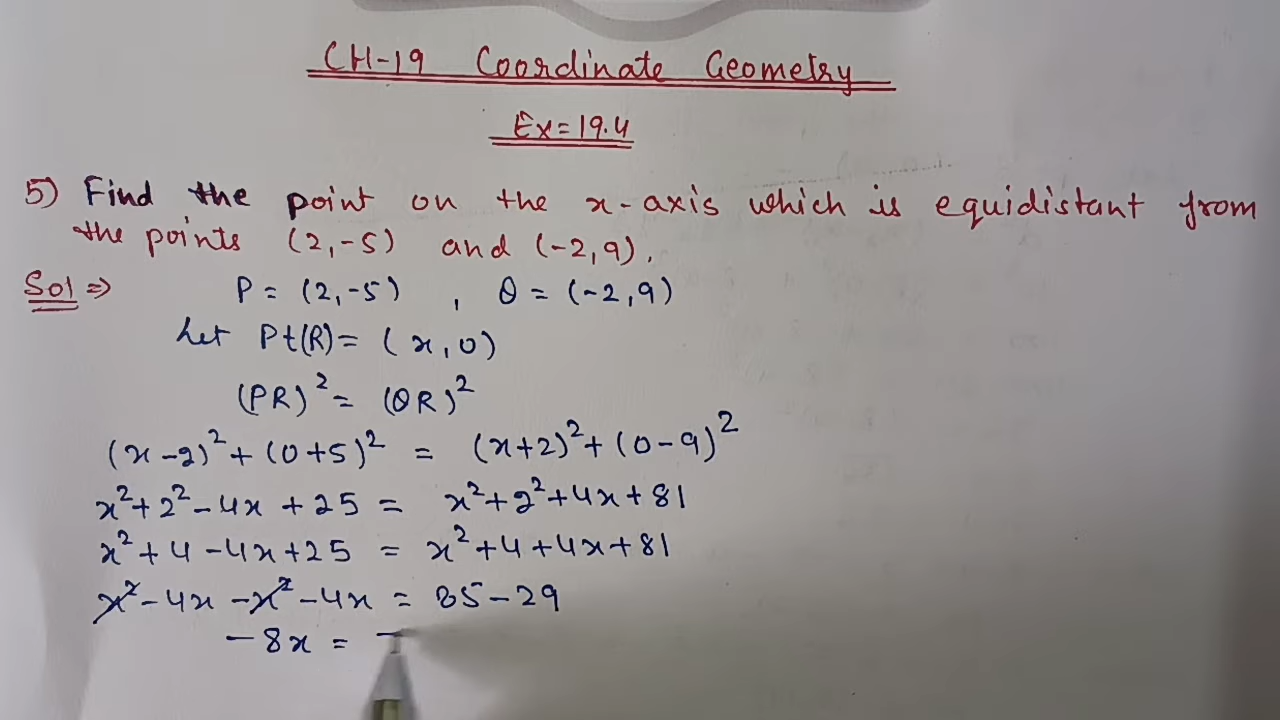 CH-19 Coordinate Geometry
Ex=19.4
5) Find the point on the x-axis which is equidistant from
the points (2,-5) and (-2,9).
Sol ⇒ P = (2,-5) , Q = (-2,9)
Let Pt(R) = (x,0)
(PR)² = (QR)²
(x-2)² + (0+5)² = (x+2)² + (0-9)²
x² + 2² - 4x + 25 = x² + 2² + 4x + 81
x² + 4 - 4x + 25 = x² + 4 + 4x + 81
x² - 4x - x² - 4x = 85 - 29
-8x =